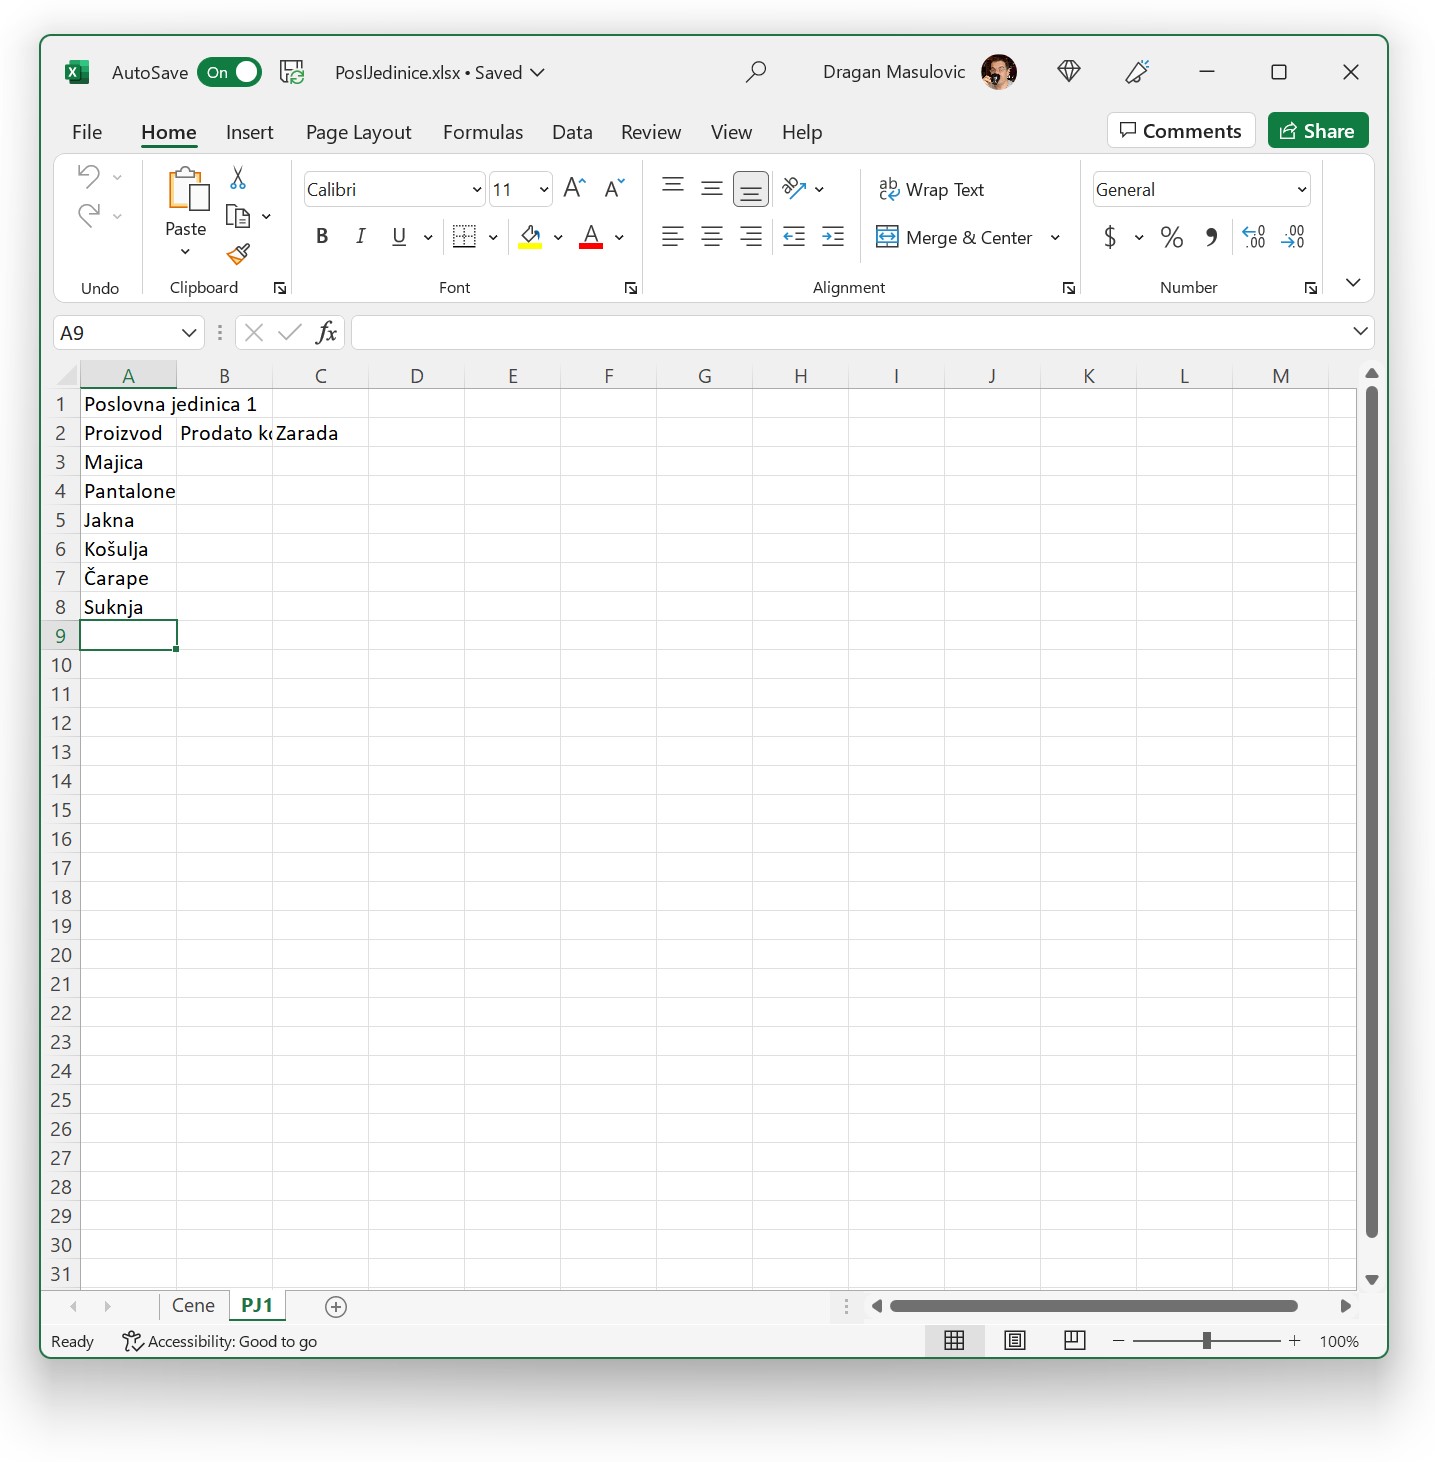 AutoSave On PoslJedinice.xlsx • Saved Dragan Masulovic
File Home Insert Page Layout Formulas Data Review View Help Comments Share
Calibri 11 Wrap Text General
Paste B I U A Merge & Center $ % 9 .00 .00
Undo Clipboard Font Alignment Number
A9 fx
A B C D E F G H I J K L M
1 Poslovna jedinica 1
2 Proizvod Prodato Zarada
3 Majica
4 Pantalone
5 Jakna
6 Košulja
7 Čarape
8 Suknja
9
10
11
12
13
14
15
16
17
18
19
20
21
22
23
24
25
26
27
28
29
30
31
Cene PJ1
Ready Accessibility: Good to go 100%